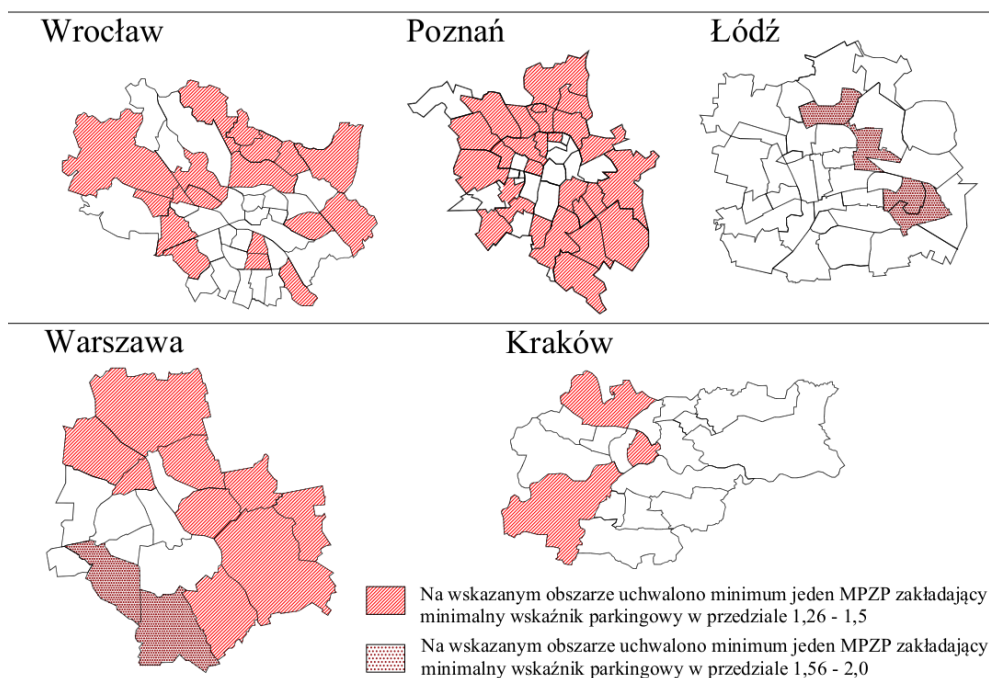 Wrocław
Poznań
Łódź
Warszawa
Kraków
Na wskazanym obszarze uchwalono minimum jeden MPZP zakładający
minimalny wskaźnik parkingowy w przedziale 1,26 - 1,5
Na wskazanym obszarze uchwalono minimum jeden MPZP zakładający
minimalny wskaźnik parkingowy w przedziale 1,56 - 2,0